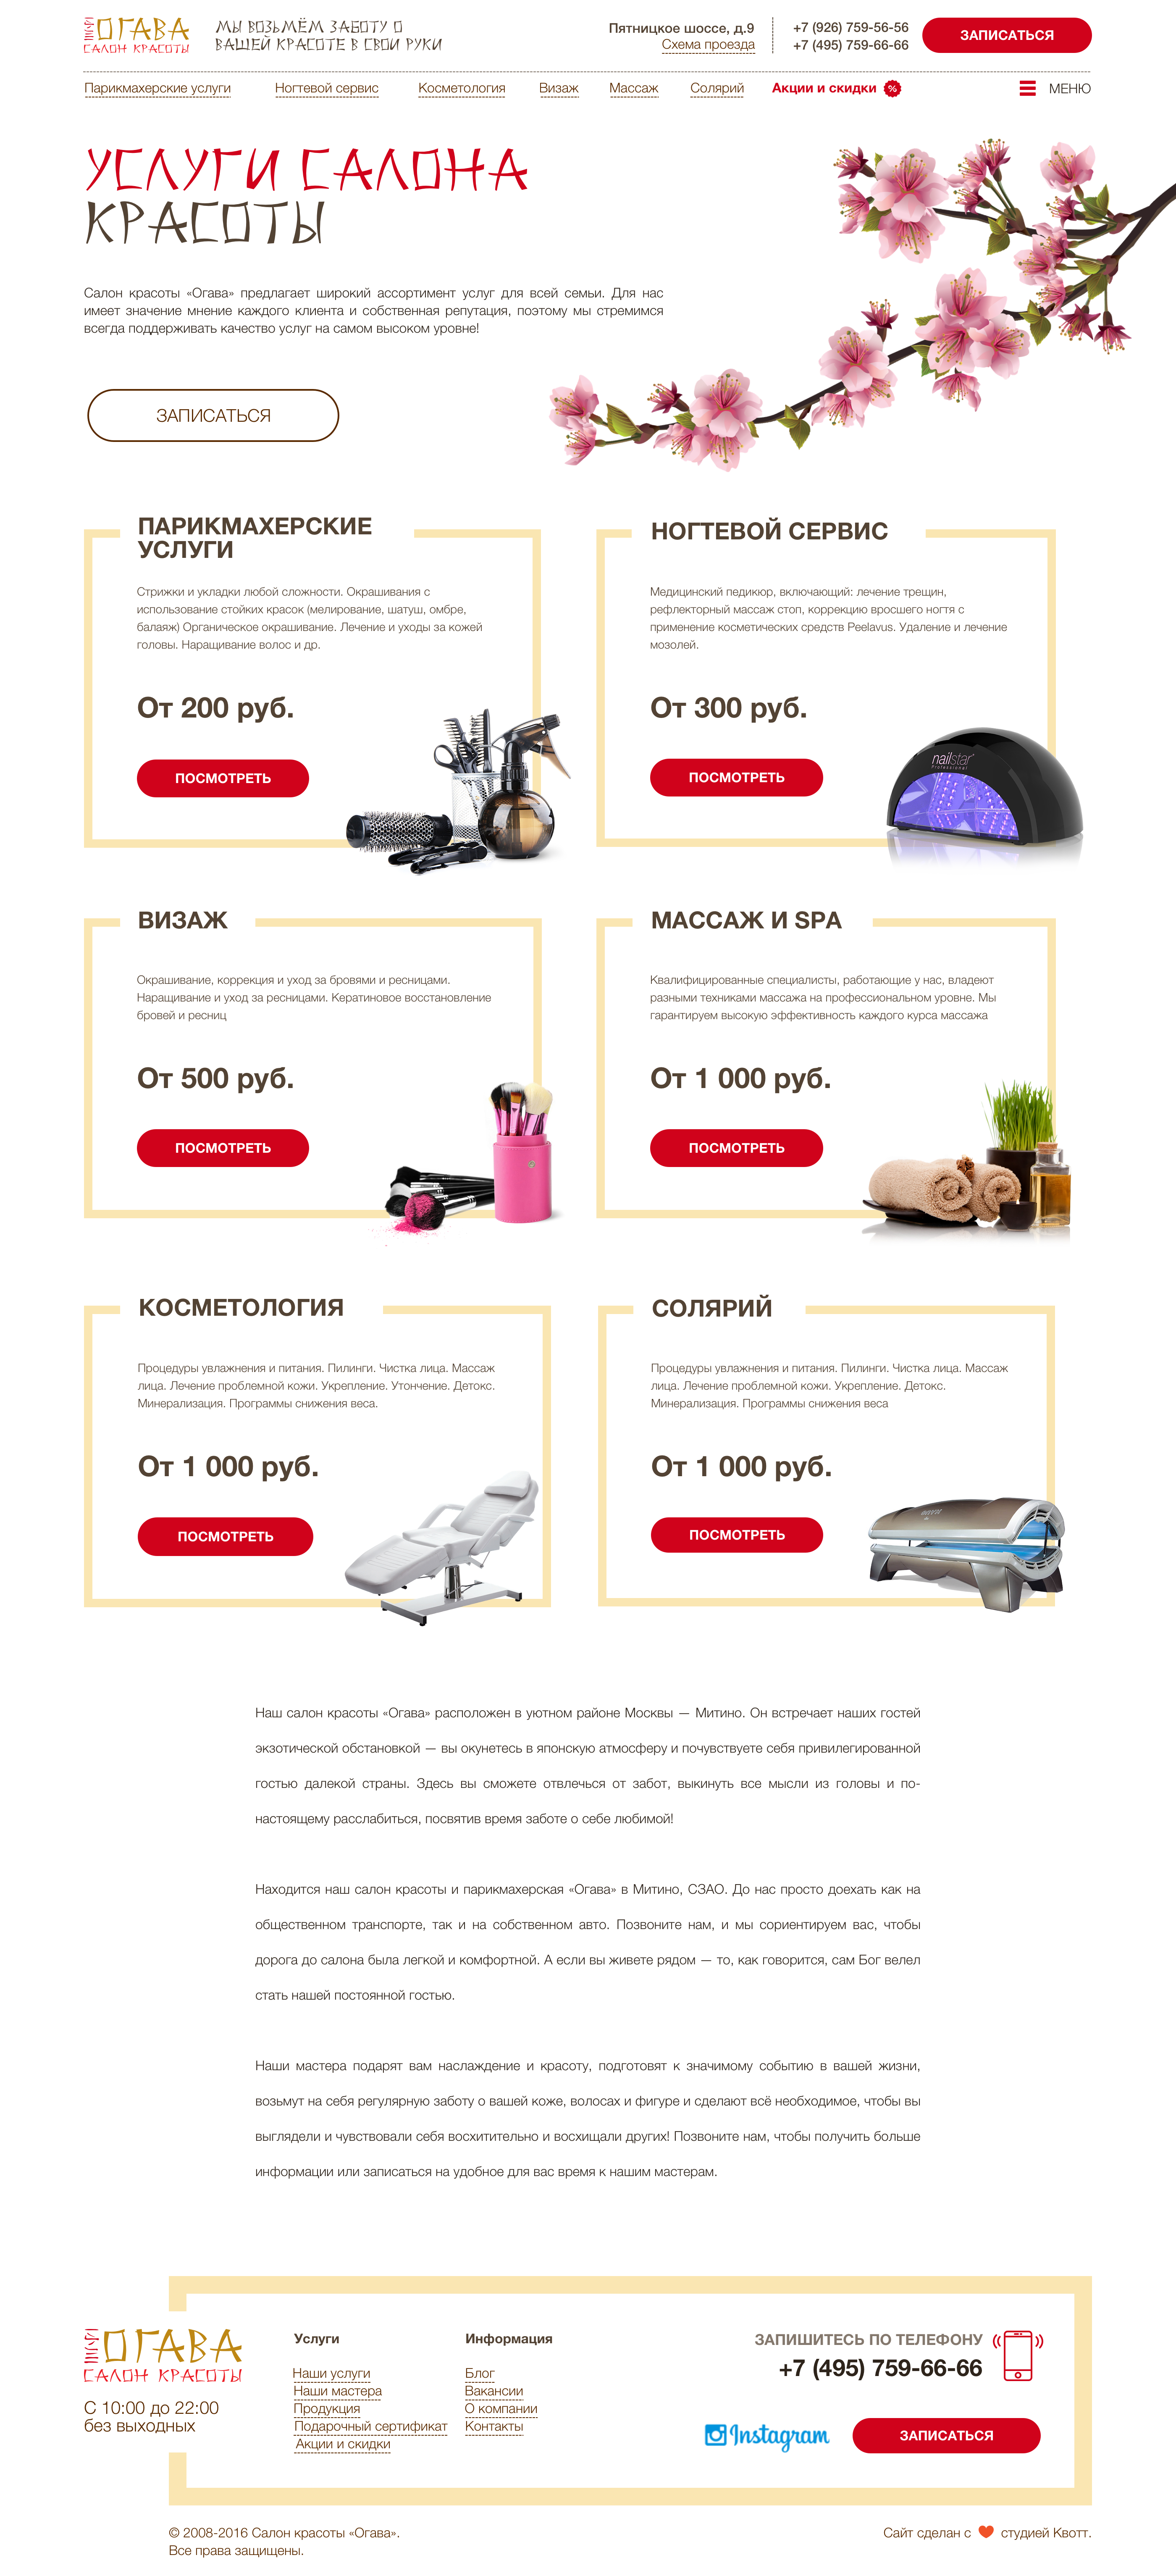 ОГАВА
САЛОН КРАСОТЫ
МЫ ВОЗЬМЁМ ЗАБОТУ О
ВАШЕЙ КРАСОТЕ В СВОИ РУКИ
Пятницкое шоссе, д.9
Схема проезда
+7 (926) 759-56-56
+7 (495) 759-66-66
ЗАПИСАТЬСЯ
Парикмахерские услуги Ногтевой сервис Косметология Визаж Массаж Солярий Акции и скидки % МЕНЮ
УСЛУГИ САЛОНА
КРАСОТЫ
Салон красоты «Огава» предлагает широкий ассортимент услуг для всей семьи. Для нас
имеет значение мнение каждого клиента и собственная репутация, поэтому мы стремимся
всегда поддерживать качество услуг на самом высоком уровне!
ЗАПИСАТЬСЯ
ПАРИКМАХЕРСКИЕ
УСЛУГИ
Стрижки и укладки любой сложности. Окрашивания с
использование стойких красок (мелирование, шатуш, омбре,
балаяж) Органическое окрашивание. Лечение и уходы за кожей
головы. Наращивание волос и др.
От 200 руб.
ПОСМОТРЕТЬ
НОГТЕВОЙ СЕРВИС
Медицинский педикюр, включающий: лечение трещин,
рефлекторный массаж стоп, коррекцию вросшего ногтя с
применение косметических средств Peelavus. Удаление и лечение
мозолей.
От 300 руб.
ПОСМОТРЕТЬ
nailstar
Professional
ВИЗАЖ
Окрашивание, коррекция и уход за бровями и ресницами.
Наращивание и уход за ресницами. Кератиновое восстановление
бровей и ресниц
От 500 руб.
ПОСМОТРЕТЬ
МАССАЖ И SPA
Квалифицированные специалисты, работающие у нас, владеют
разными техниками массажа на профессиональном уровне. Мы
гарантируем высокую эффективность каждого курса массажа
От 1 000 руб.
ПОСМОТРЕТЬ
КОСМЕТОЛОГИЯ
Процедуры увлажнения и питания. Пилинги. Чистка лица. Массаж
лица. Лечение проблемной кожи. Укрепление. Утончение. Детокс.
Минерализация. Программы снижения веса.
От 1 000 руб.
ПОСМОТРЕТЬ
СОЛЯРИЙ
Процедуры увлажнения и питания. Пилинги. Чистка лица. Массаж
лица. Лечение проблемной кожи. Укрепление. Детокс.
Минерализация. Программы снижения веса
От 1 000 руб.
ПОСМОТРЕТЬ
Наш салон красоты «Огава» расположен в уютном районе Москвы — Митино. Он встречает наших гостей
экзотической обстановкой — вы окунетесь в японскую атмосферу и почувствуете себя привилегированной
гостью далекой страны. Здесь вы сможете отвлечься от забот, выкинуть все мысли из головы и по-
настоящему расслабиться, посвятив время заботе о себе любимой!
Находится наш салон красоты и парикмахерская «Огава» в Митино, СЗАО. До нас просто доехать как на
общественном транспорте, так и на собственном авто. Позвоните нам, и мы сориентируем вас, чтобы
дорога до салона была легкой и комфортной. А если вы живете рядом — то, как говорится, сам Бог велел
стать нашей постоянной гостью.
Наши мастера подарят вам наслаждение и красоту, подготовят к значимому событию в вашей жизни,
возьмут на себя регулярную заботу о вашей коже, волосах и фигуре и сделают всё необходимое, чтобы вы
выглядели и чувствовали себя восхитительно и восхищали других! Позвоните нам, чтобы получить больше
информации или записаться на удобное для вас время к нашим мастерам.
ОГАВА
САЛОН КРАСОТЫ
С 10:00 до 22:00
без выходных
Услуги
Наши услуги
Наши мастера
Продукция
Подарочный сертификат
Акции и скидки
Информация
Блог
Вакансии
О компании
Контакты
ЗАПИШИТЕСЬ ПО ТЕЛЕФОНУ
+7 (495) 759-66-66
Instagram
ЗАПИСАТЬСЯ
© 2008-2016 Салон красоты «Огава».
Все права защищены.
Сайт сделан с студией Квотт.